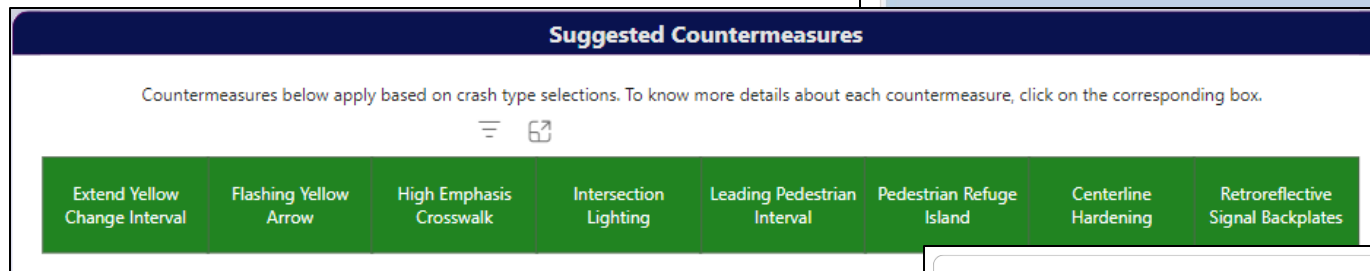 Suggested Countermeasures
Countermeasures below apply based on crash type selections. To know more details about each countermeasure, click on the corresponding box.
Extend Yellow
Change Interval
Flashing Yellow
Arrow
High Emphasis
Crosswalk
Intersection
Lighting
Leading Pedestrian
Interval
Pedestrian Refuge
Island
Centerline
Hardening
Retroreflective
Signal Backplates